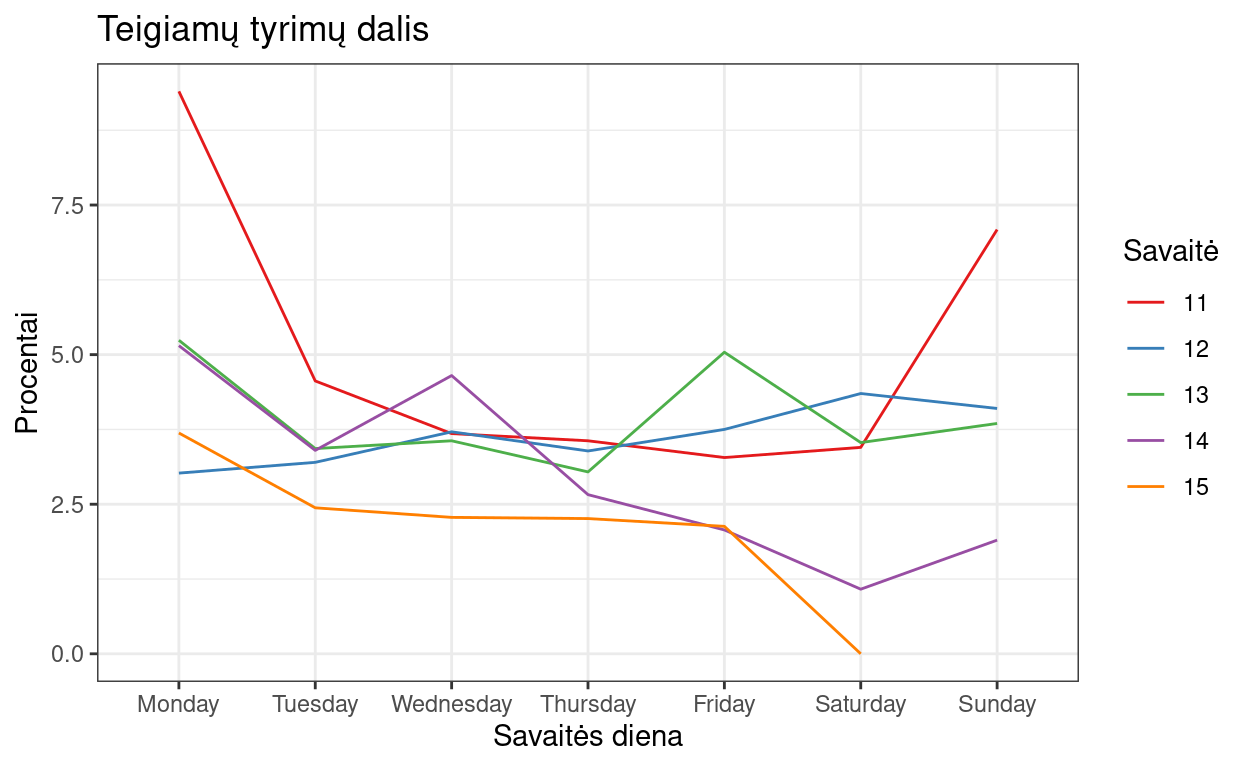 Teigiamų tyrimų dalis
Procentai
7.5
5.0
2.5
0.0
Monday Tuesday Wednesday Thursday Friday Saturday Sunday
Savaitės diena
Savaitė
11
12
13
14
15